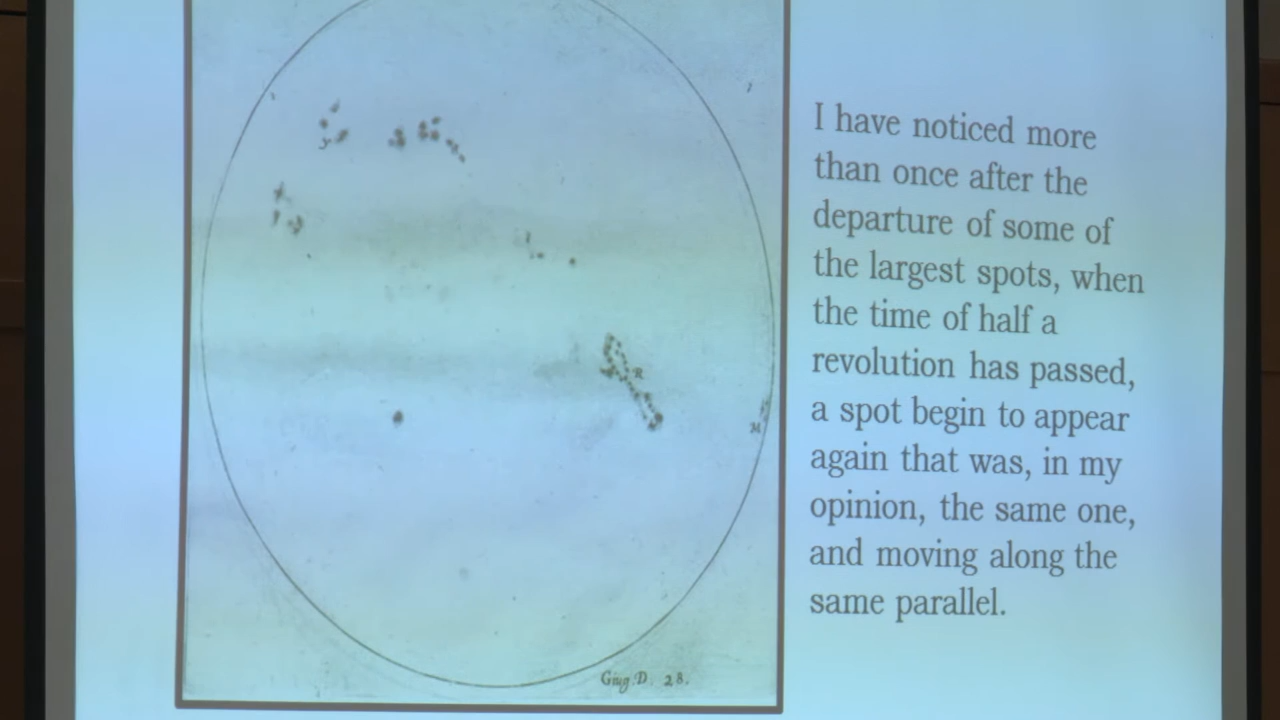 R
M
Giug. D. 28.
I have noticed more
than once after the
departure of some of
the largest spots, when
the time of half a
revolution has passed,
a spot begin to appear
again that was, in my
opinion, the same one,
and moving along the
same parallel.